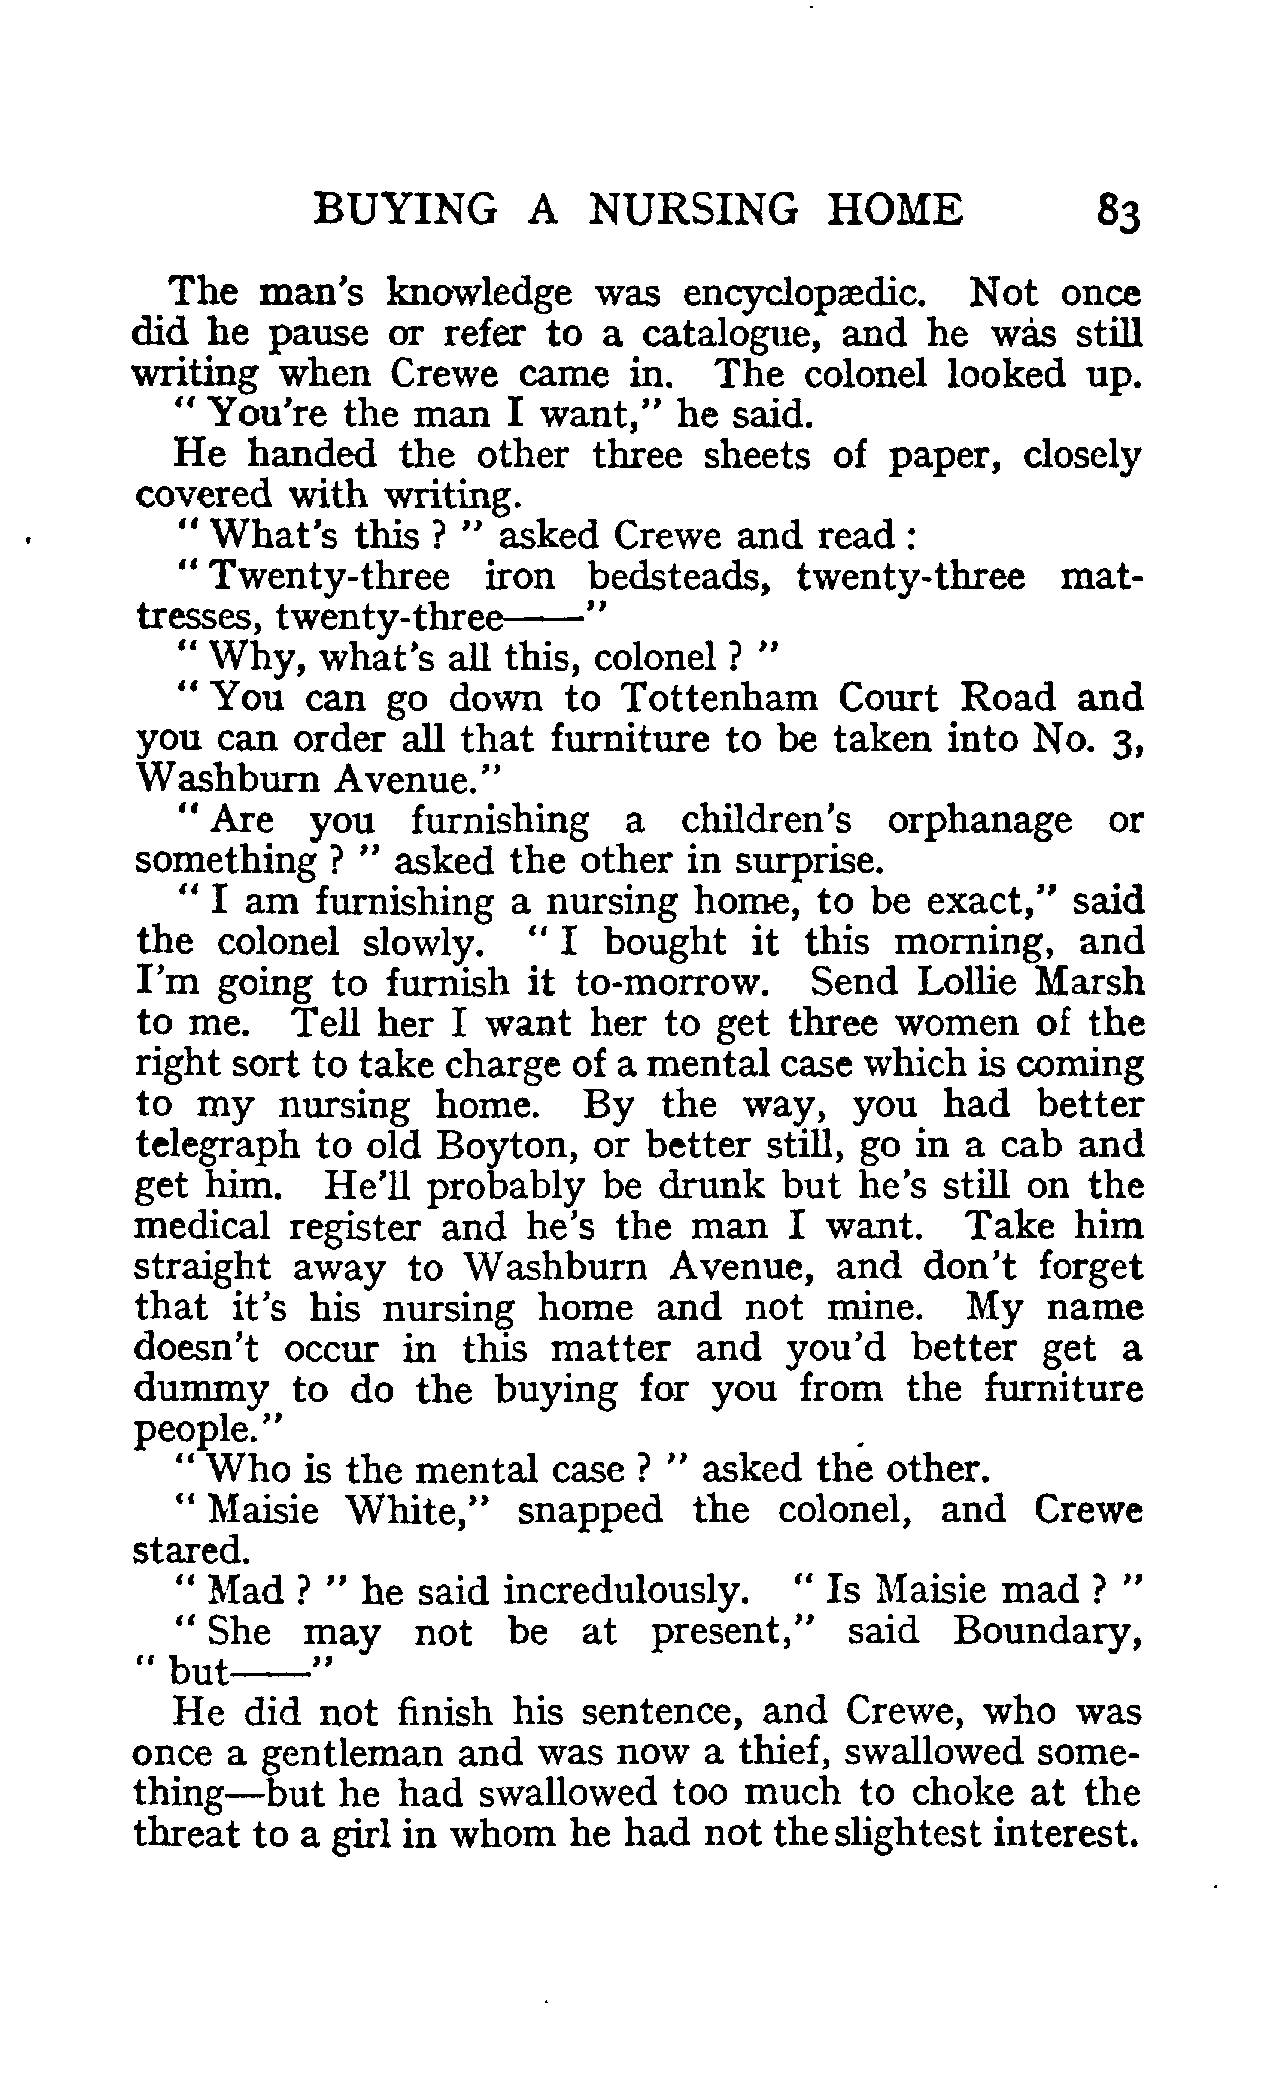 BUYING A NURSING HOME 83
The man's knowledge was encyclopædic. Not once
did he pause or refer to a catalogue, and he was still
writing when Crewe came in. The colonel looked up.
" You're the man I want," he said.
He handed the other three sheets of paper, closely
covered with writing.
" What's this ? " asked Crewe and read :
" Twenty-three iron bedsteads, twenty-three mat-
tresses, twenty-three——"
" Why, what's all this, colonel ? "
" You can go down to Tottenham Court Road and
you can order all that furniture to be taken into No. 3,
Washburn Avenue."
" Are you furnishing a children's orphanage or
something ? " asked the other in surprise.
" I am furnishing a nursing home, to be exact," said
the colonel slowly. " I bought it this morning, and
I'm going to furnish it to-morrow. Send Lollie Marsh
to me. Tell her I want her to get three women of the
right sort to take charge of a mental case which is coming
to my nursing home. By the way, you had better
telegraph to old Boyton, or better still, go in a cab and
get him. He'll probably be drunk but he's still on the
medical register and he's the man I want. Take him
straight away to Washburn Avenue, and don't forget
that it's his nursing home and not mine. My name
doesn't occur in this matter and you'd better get a
dummy to do the buying for you from the furniture
people."
" Who is the mental case ? " asked the other.
" Maisie White," snapped the colonel, and Crewe
stared.
" Mad ? " he said incredulously. " Is Maisie mad ? "
" She may not be at present," said Boundary,
" but——"
He did not finish his sentence, and Crewe, who was
once a gentleman and was now a thief, swallowed some-
thing—but he had swallowed too much to choke at the
threat to a girl in whom he had not the slightest interest.